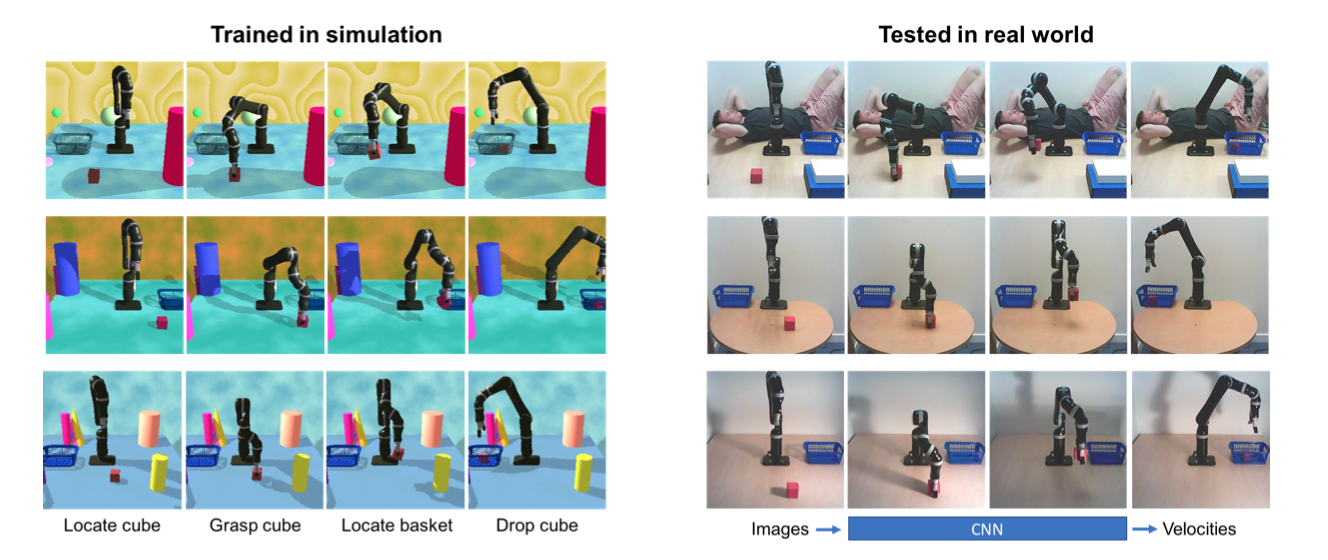 Trained in simulation
Tested in real world
Locate cube
Grasp cube
Locate basket
Drop cube
Images
CNN
Velocities